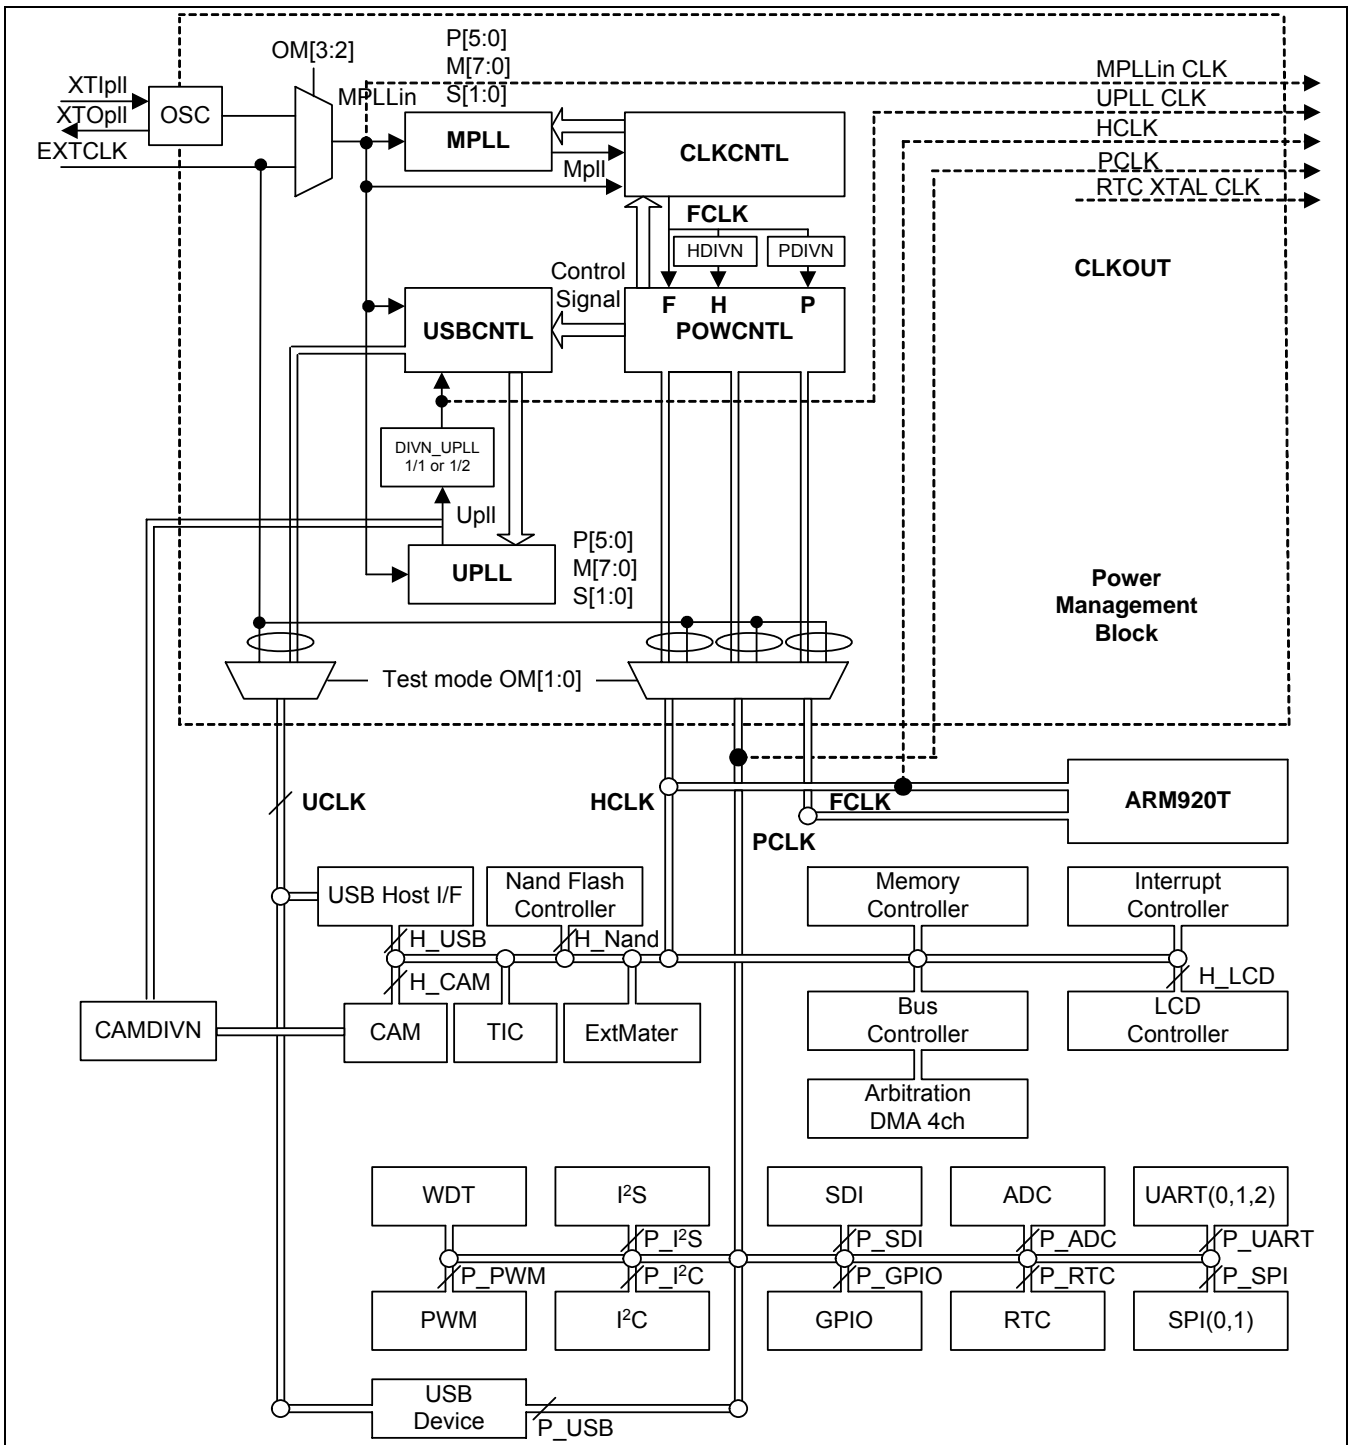 OM[3:2]
P[5:0]
M[7:0]
S[1:0]
XTIpll
XTOpll
EXTCLK
OSC
MPLLin
MPLL
Mpll
CLKCNTL
MPLLin CLK
UPLL CLK
HCLK
PCLK
RTC XTAL CLK
CLKOUT
FCLK
HDIVN
PDIVN
Control
Signal
F H P
POWCNTL
USBCNTL
DIVN_UPLL
1/1 or 1/2
Upll
UPLL
P[5:0]
M[7:0]
S[1:0]
Power
Management
Block
Test mode OM[1:0]
UCLK
HCLK
FCLK
PCLK
ARM920T
USB Host I/F
Nand Flash
Controller
Memory
Controller
Interrupt
Controller
H_USB
H_Nand
H_CAM
H_LCD
CAMDIVN
CAM
TIC
ExtMater
Bus
Controller
LCD
Controller
Arbitration
DMA 4ch
WDT
I²S
SDI
ADC
UART(0,1,2)
P_I²S
P_SDI
P_ADC
P_UART
P_PWM
P_I²C
P_GPIO
P_RTC
P_SPI
PWM
I²C
GPIO
RTC
SPI(0,1)
USB
Device
P_USB